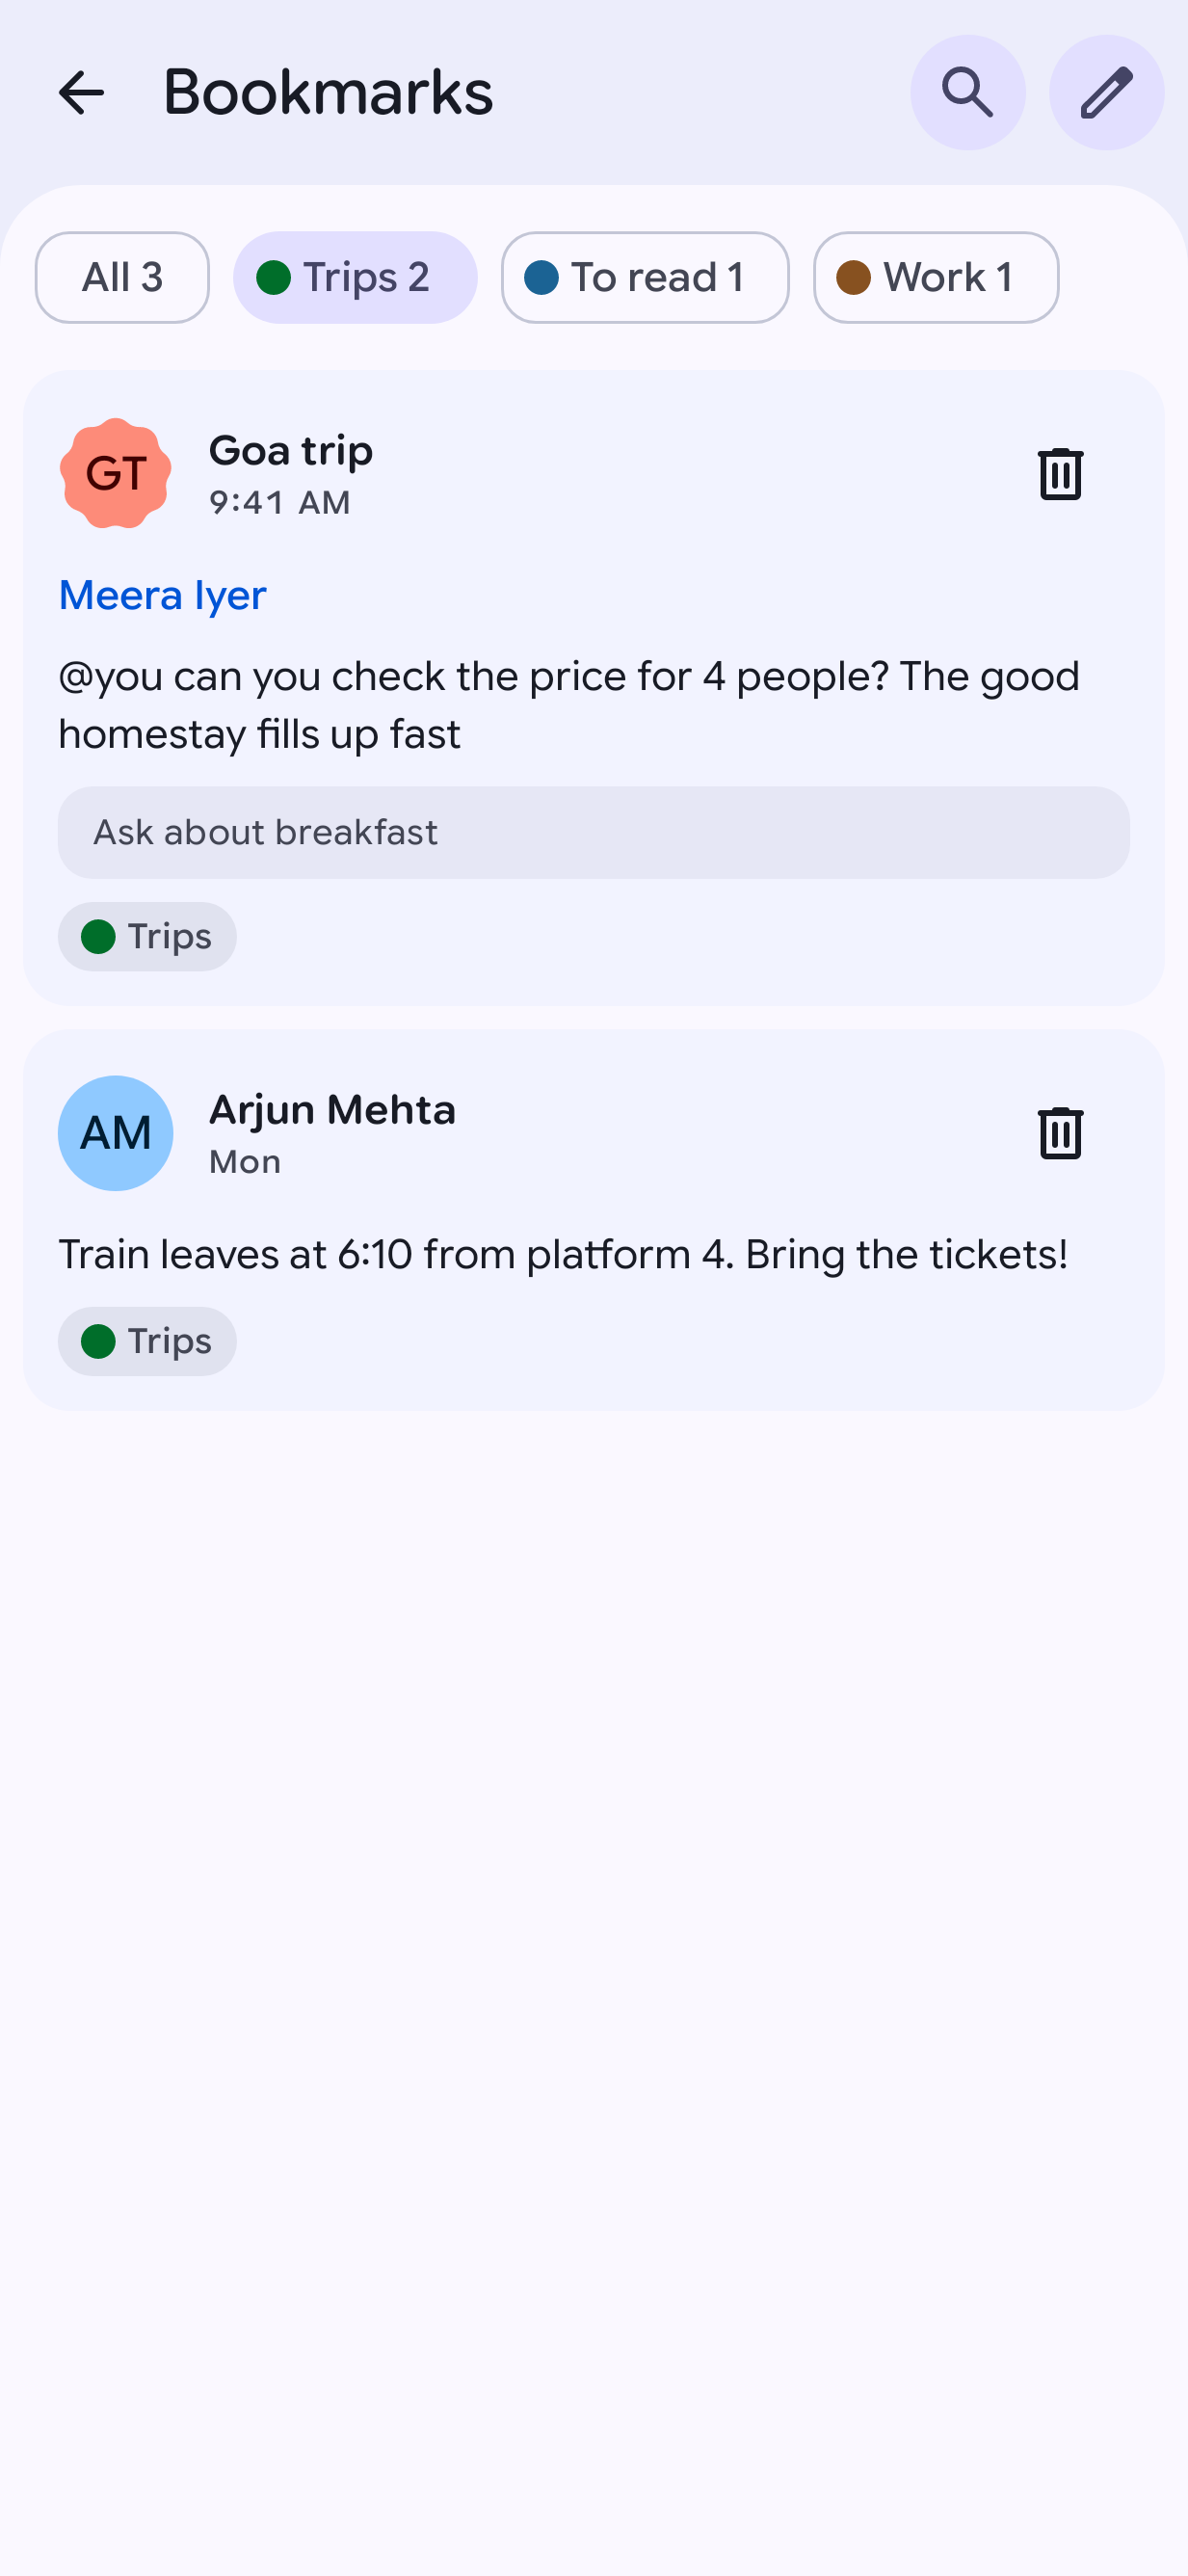 Bookmarks
All 3
Trips 2
To read 1
Work 1
GT
Goa trip
9:41 AM
Meera Iyer
@you can you check the price for 4 people? The good
homestay fills up fast
Ask about breakfast
Trips
AM
Arjun Mehta
Mon
Train leaves at 6:10 from platform 4. Bring the tickets!
Trips